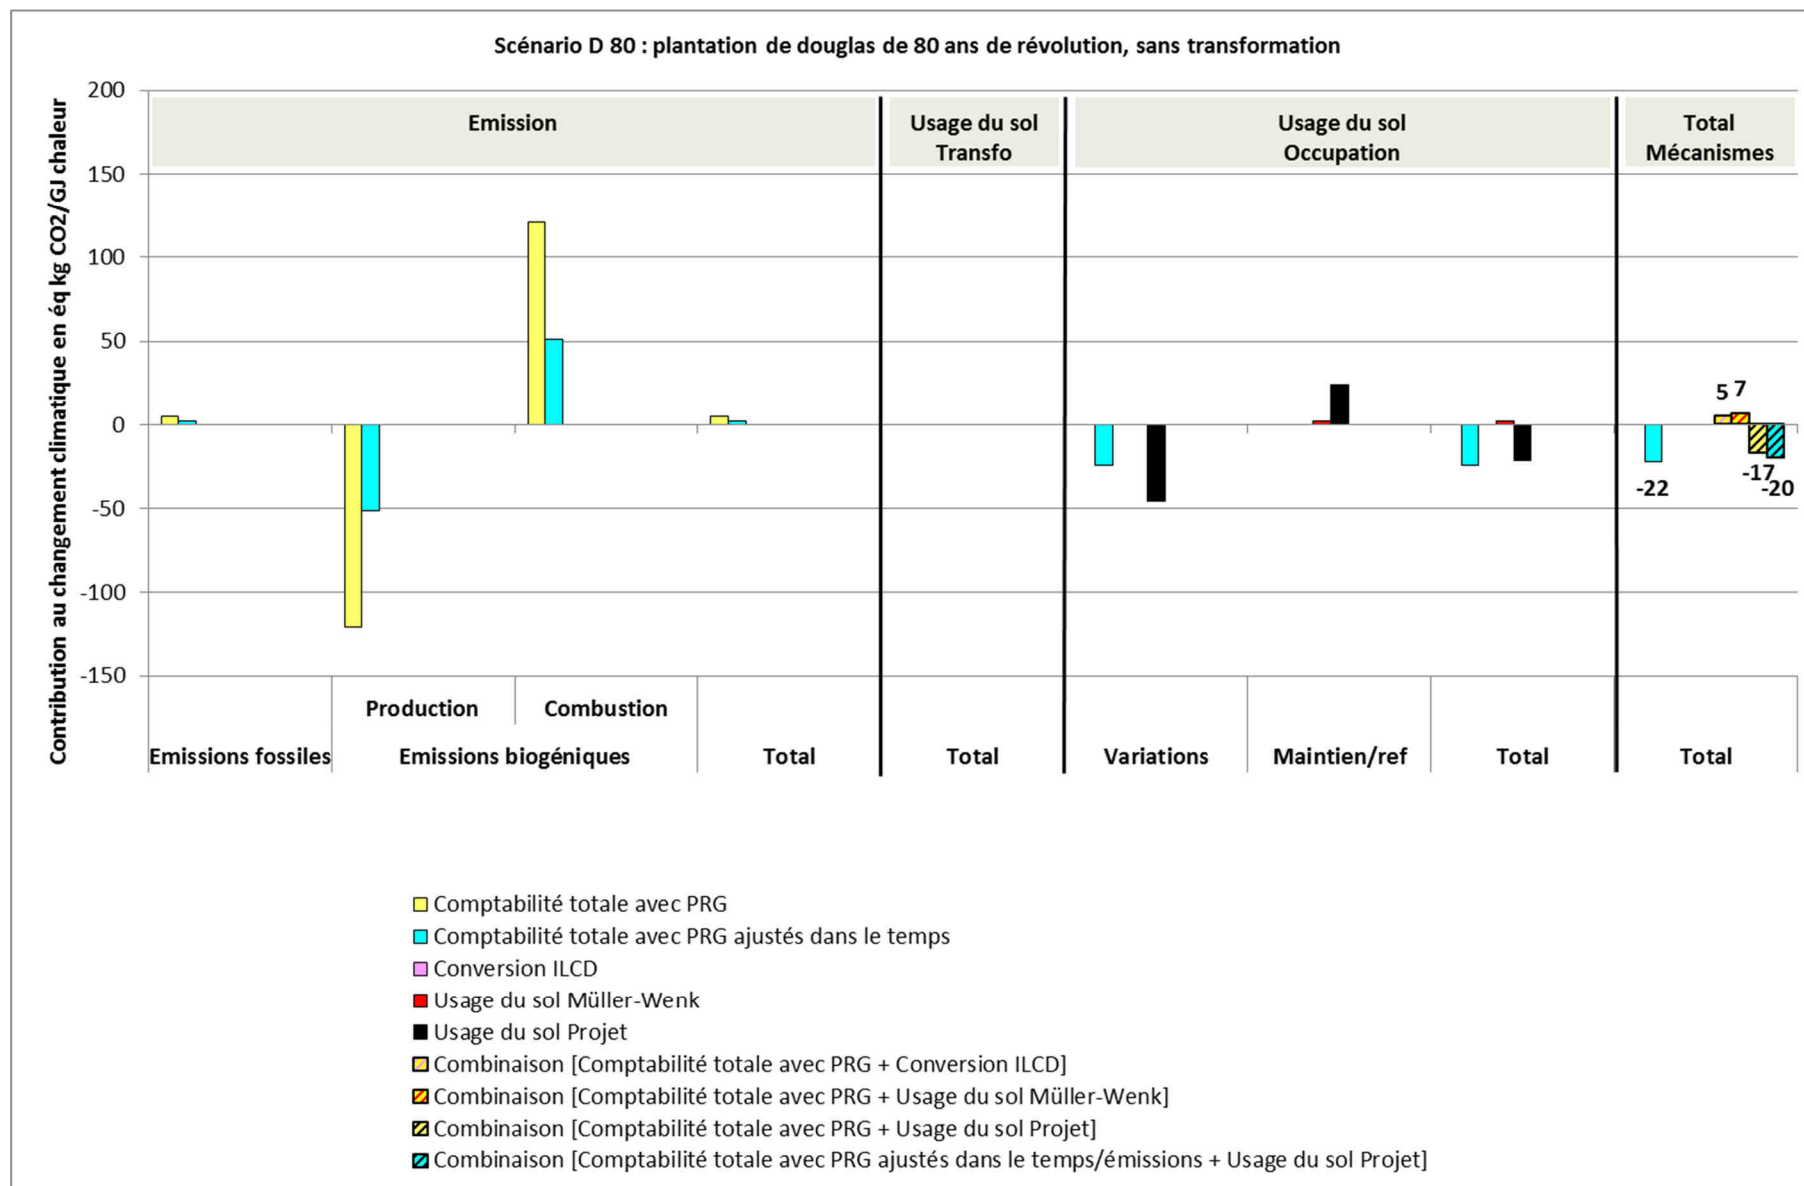 Scénario D 80 : plantation de douglas de 80 ans de révolution, sans transformation
Contribution au changement climatique en éq kg CO2/GJ chaleur
200
150
100
50
0
-50
-100
-150
Emission
Usage du sol
Transfo
Usage du sol
Occupation
Total
Mécanismes
5
7
-22
-17
-20
Production
Combustion
Emissions fossiles
Emissions biogéniques
Total
Total
Variations
Maintien/ref
Total
Total
Comptabilité totale avec PRG
Comptabilité totale avec PRG ajustés dans le temps
Conversion ILCD
Usage du sol Müller-Wenk
Usage du sol Projet
Combinaison [Comptabilité totale avec PRG + Conversion ILCD]
Combinaison [Comptabilité totale avec PRG + Usage du sol Müller-Wenk]
Combinaison [Comptabilité totale avec PRG + Usage du sol Projet]
Combinaison [Comptabilité totale avec PRG ajustés dans le temps/émissions + Usage du sol Projet]